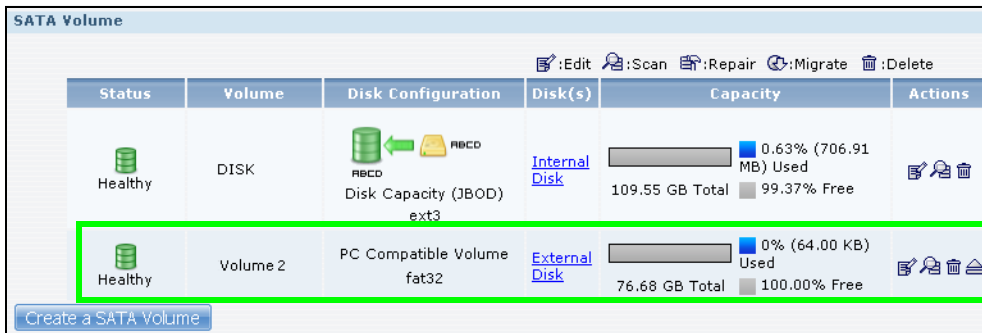 SATA Volume
:Edit :Scan :Repair :Migrate :Delete
Status Volume Disk Configuration Disk(s) Capacity Actions
Healthy
DISK
ABCD
ABCD
Disk Capacity (JBOD)
ext3
Internal
Disk
0.63% (706.91
MB) Used
109.55 GB Total 99.37% Free
Healthy
Volume 2
PC Compatible Volume
fat32
External
Disk
0% (64.00 KB)
Used
76.68 GB Total 100.00% Free
Create a SATA Volume